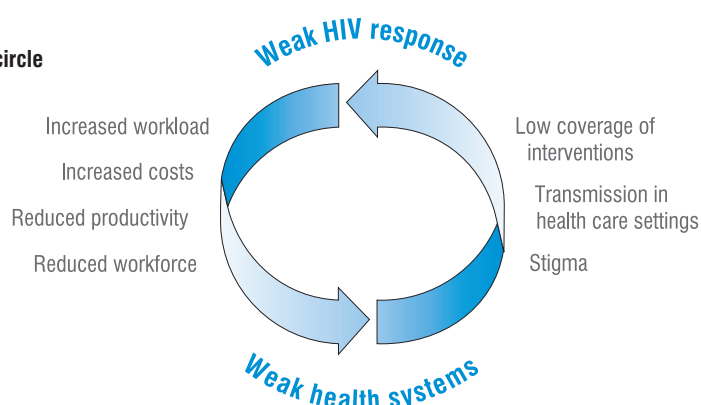 Weak HIV response
circle
Increased workload
Increased costs
Reduced productivity
Reduced workforce
Low coverage of
interventions
Transmission in
health care settings
Stigma
Weak health systems